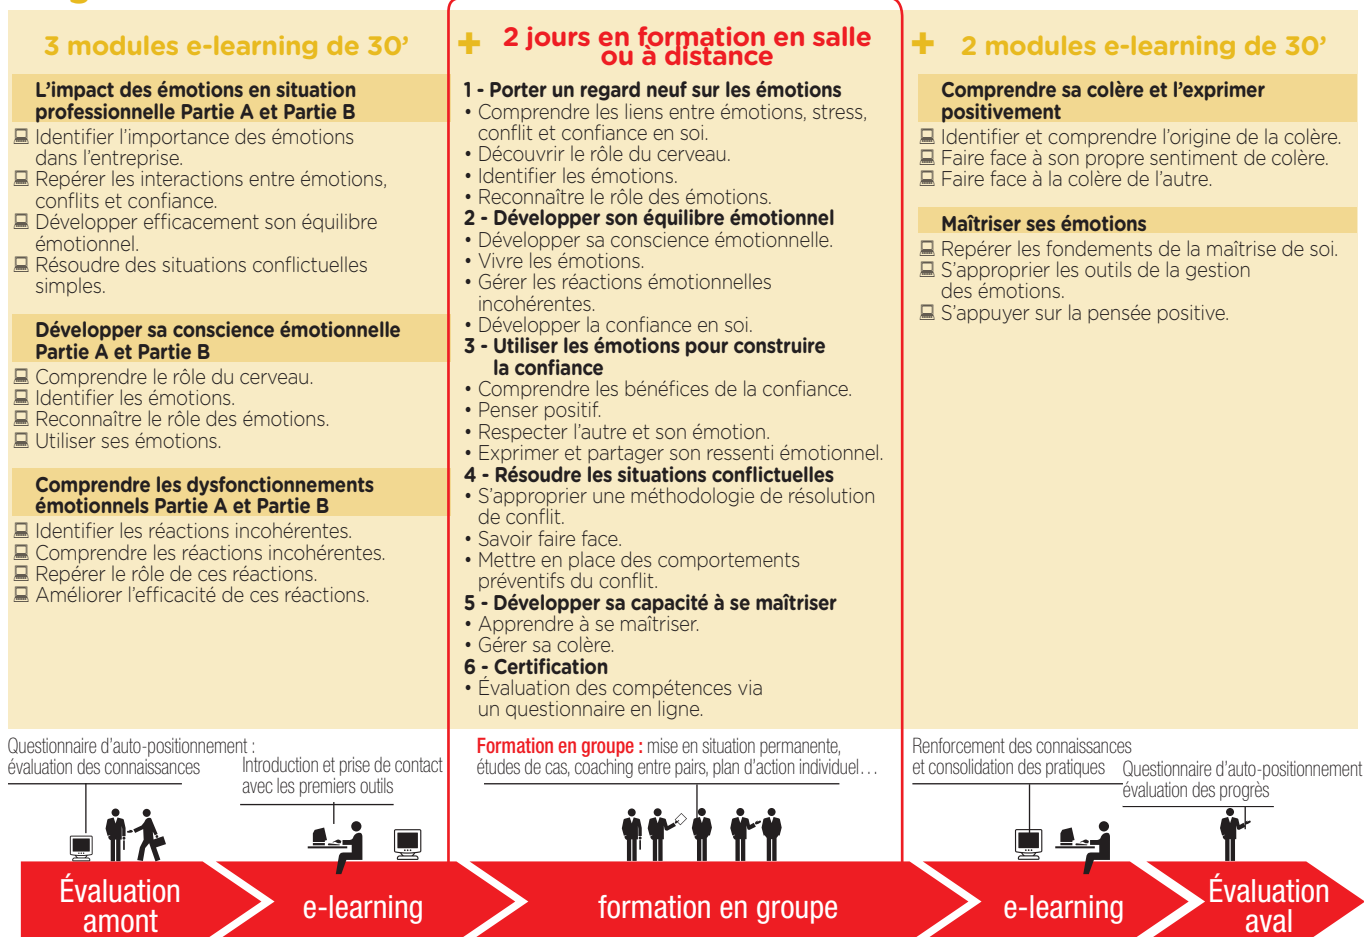 3 modules e-learning de 30’
L’impact des émotions en situation
professionnelle Partie A et Partie B
Identifier l’importance des émotions
dans l’entreprise.
Repérer les interactions entre émotions,
conflits et confiance.
Développer efficacement son équilibre
émotionnel.
Résoudre des situations conflictuelles
simples.
Développer sa conscience émotionnelle
Partie A et Partie B
Comprendre le rôle du cerveau.
Identifier les émotions.
Reconnaître le rôle des émotions.
Utiliser ses émotions.
Comprendre les dysfonctionnements
émotionnels Partie A et Partie B
Identifier les réactions incohérentes.
Comprendre les réactions incohérentes.
Repérer le rôle de ces réactions.
Améliorer l’efficacité de ces réactions.
+ 2 jours en formation en salle
ou à distance
1 - Porter un regard neuf sur les émotions
• Comprendre les liens entre émotions, stress,
conflit et confiance en soi.
• Découvrir le rôle du cerveau.
• Identifier les émotions.
• Reconnaître le rôle des émotions.
2 - Développer son équilibre émotionnel
• Développer sa conscience émotionnelle.
• Vivre les émotions.
• Gérer les réactions émotionnelles
incohérentes.
• Développer la confiance en soi.
3 - Utiliser les émotions pour construire
la confiance
• Comprendre les bénéfices de la confiance.
• Penser positif.
• Respecter l’autre et son émotion.
• Exprimer et partager son ressenti émotionnel.
4 - Résoudre les situations conflictuelles
• S’approprier une méthodologie de résolution
de conflit.
• Savoir faire face.
• Mettre en place des comportements
préventifs du conflit.
5 - Développer sa capacité à se maîtriser
• Apprendre à se maîtriser.
• Gérer sa colère.
6 - Certification
• Évaluation des compétences via
un questionnaire en ligne.
+ 2 modules e-learning de 30’
Comprendre sa colère et l’exprimer
positivement
Identifier et comprendre l’origine de la colère.
Faire face à son propre sentiment de colère.
Faire face à la colère de l’autre.
Maîtriser ses émotions
Repérer les fondements de la maîtrise de soi.
S’approprier les outils de la gestion
des émotions.
S’appuyer sur la pensée positive.
Questionnaire d’auto-positionnement :
évaluation des connaissances
Introduction et prise de contact
avec les premiers outils
Formation en groupe : mise en situation permanente,
études de cas, coaching entre pairs, plan d’action individuel…
Renforcement des connaissances
et consolidation des pratiques
Questionnaire d’auto-positionnement
évaluation des progrès
Évaluation
amont
e-learning
formation en groupe
e-learning
Évaluation
aval